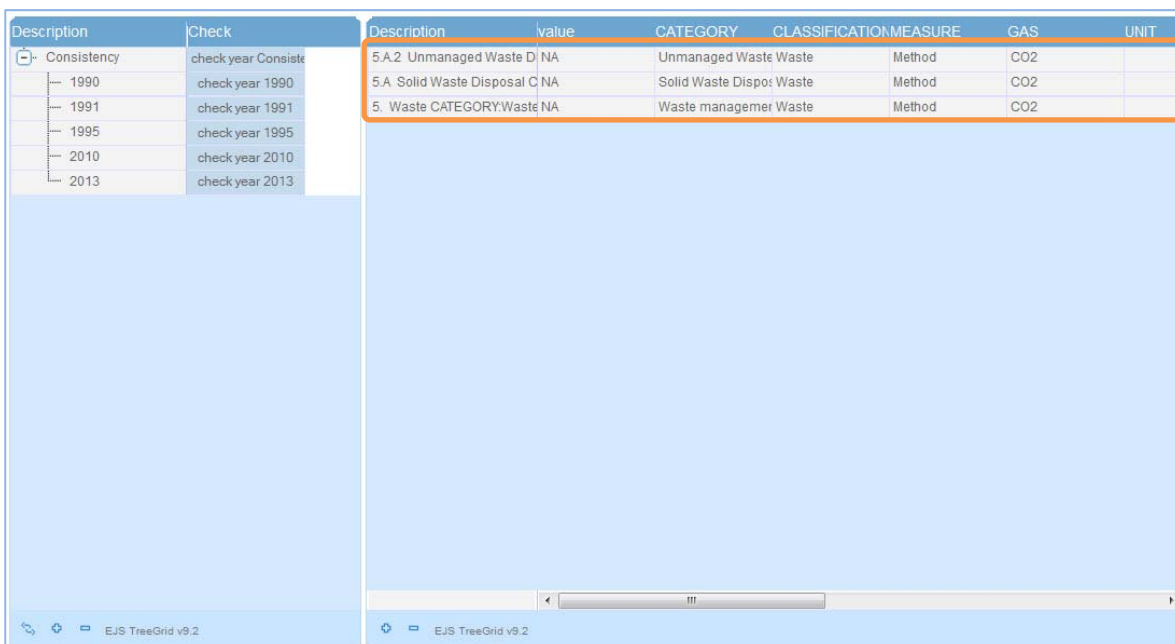 Description Check
Consistency check year Consiste
1990 check year 1990
1991 check year 1991
1995 check year 1995
2010 check year 2010
2013 check year 2013
EJS TreeGrid v9.2
Description value CATEGORY CLASSIFICATION MEASURE GAS UNIT
5.A.2 Unmanaged Waste D NA Unmanaged Waste Waste Method CO2
5.A Solid Waste Disposal C NA Solid Waste Dispos Waste Method CO2
5. Waste CATEGORY:Waste NA Waste managemer Waste Method CO2
EJS TreeGrid v9.2